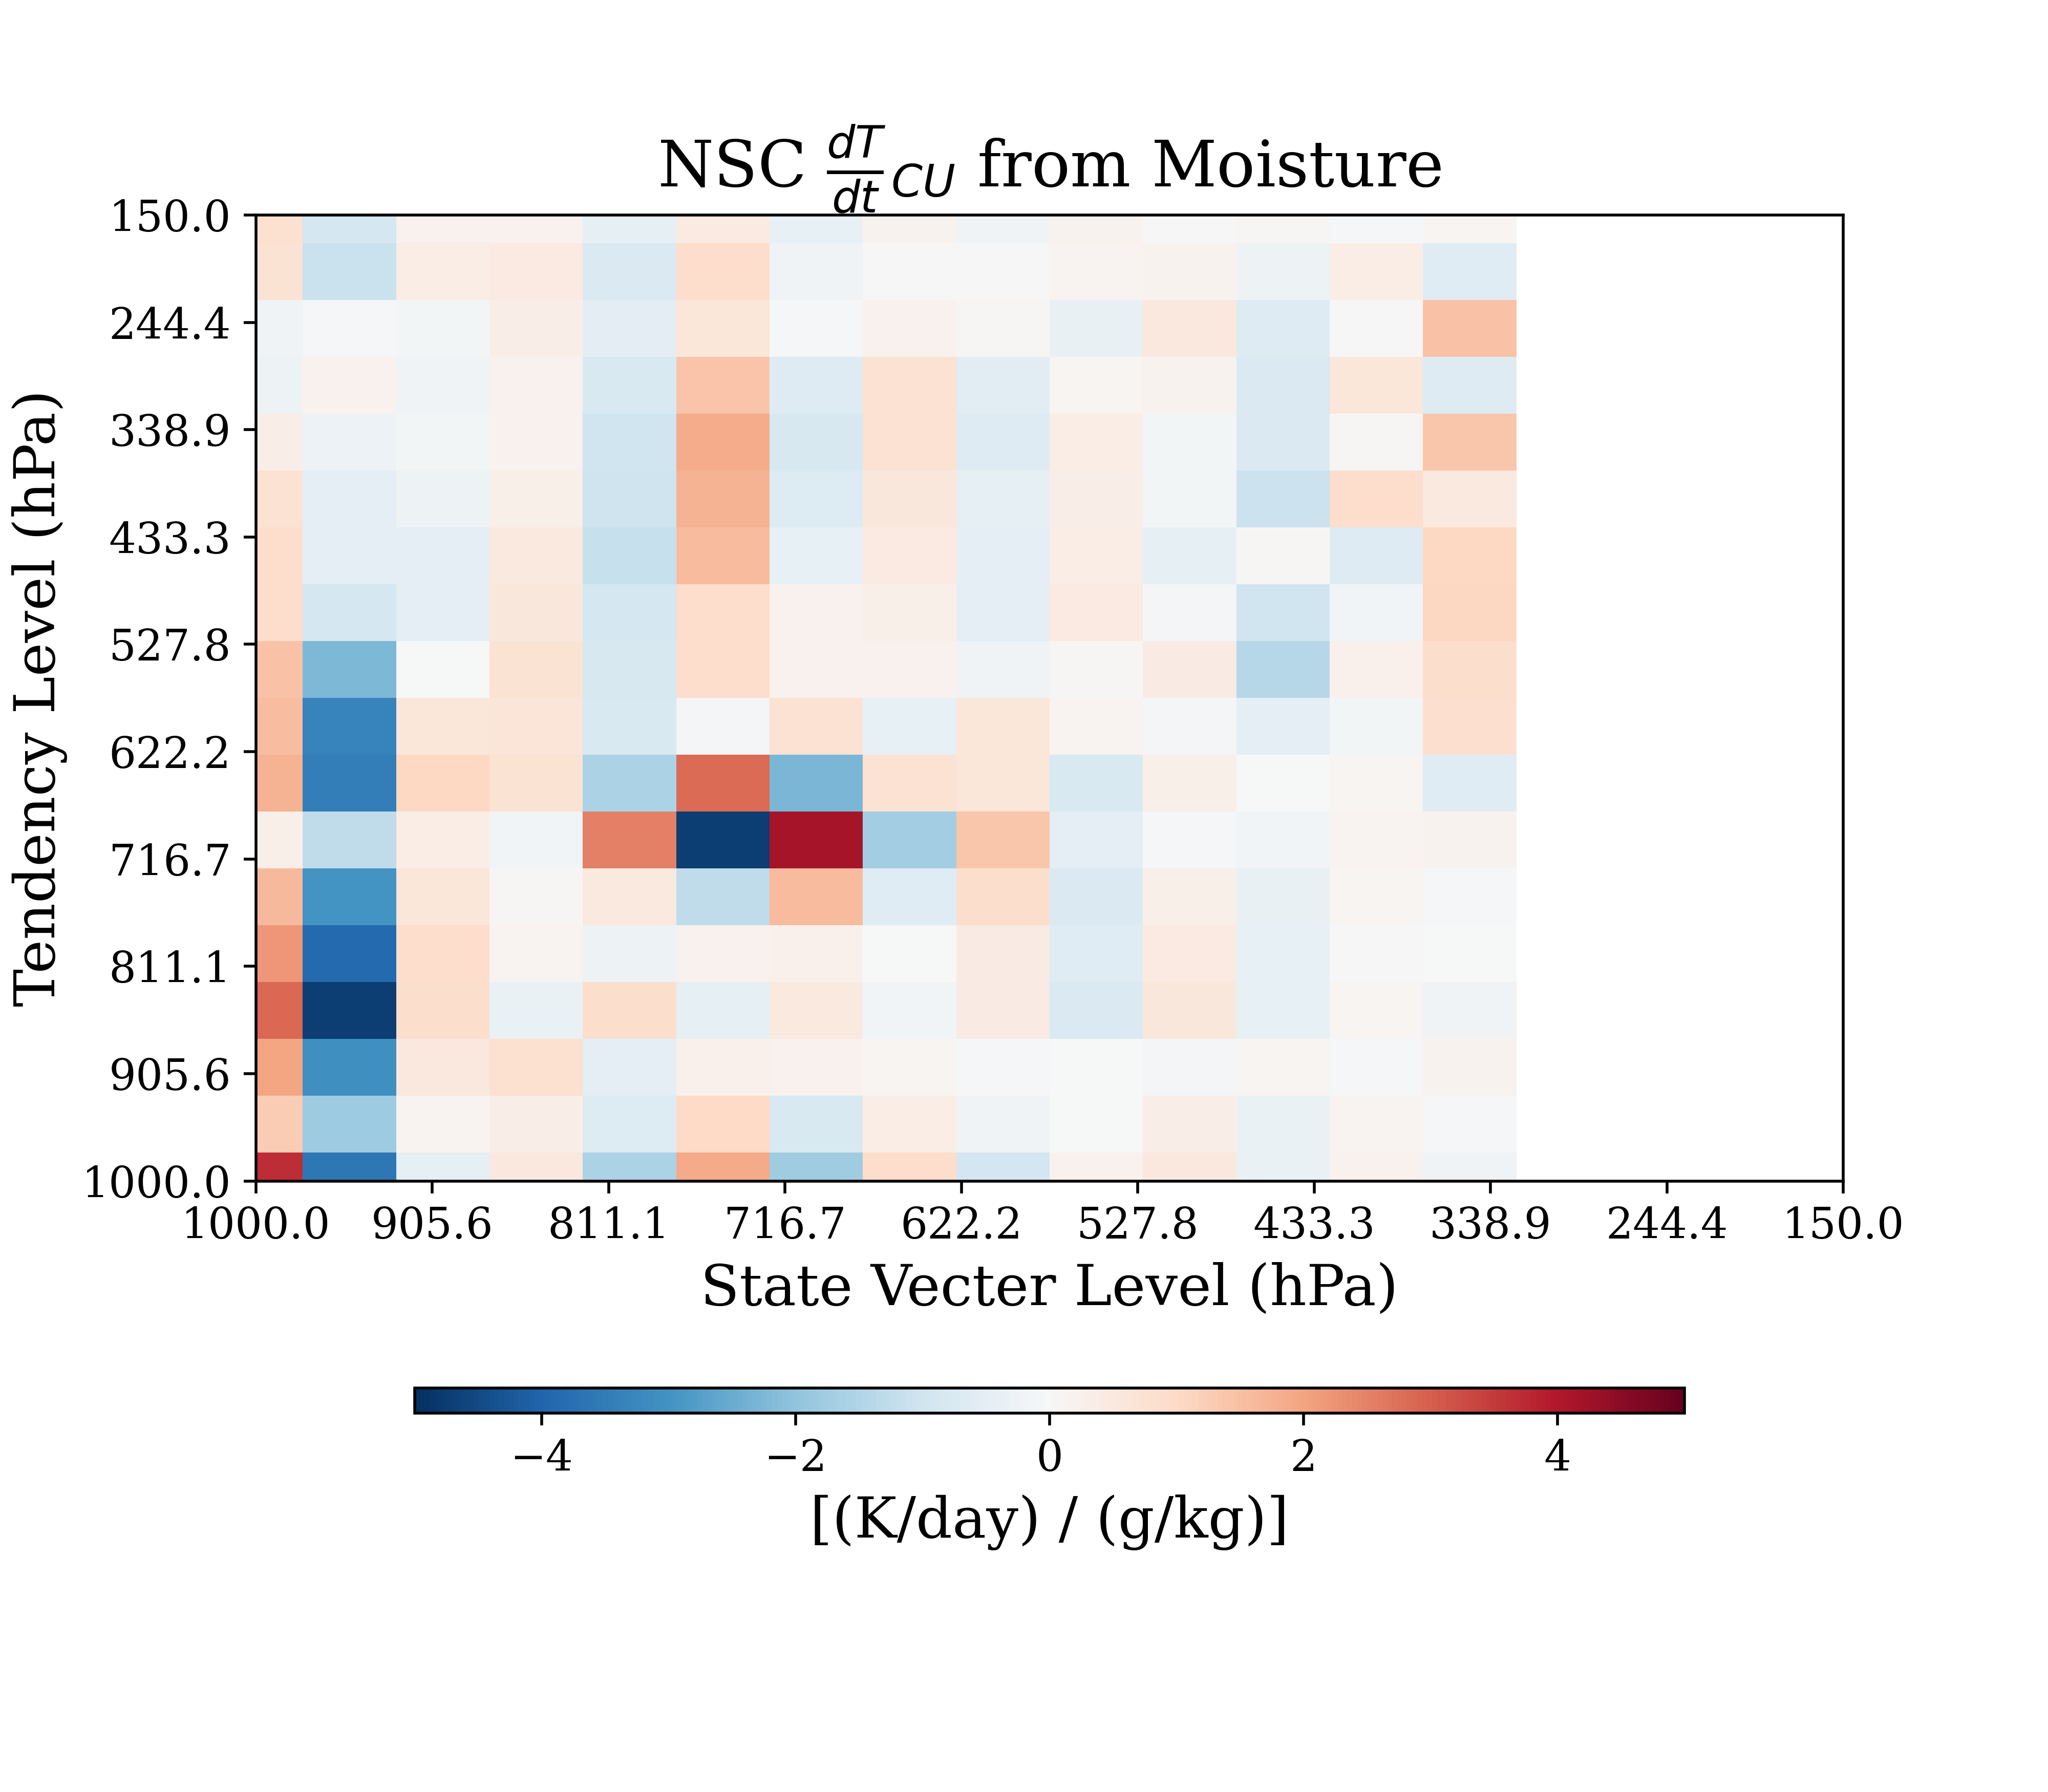 NSC dT/dt CU from Moisture
Tendency Level (hPa)
150.0
244.4
338.9
433.3
527.8
622.2
716.7
811.1
905.6
1000.0
1000.0 905.6 811.1 716.7 622.2 527.8 433.3 338.9 244.4 150.0
State Vecter Level (hPa)
−4 −2 0 2 4
[(K/day) / (g/kg)]